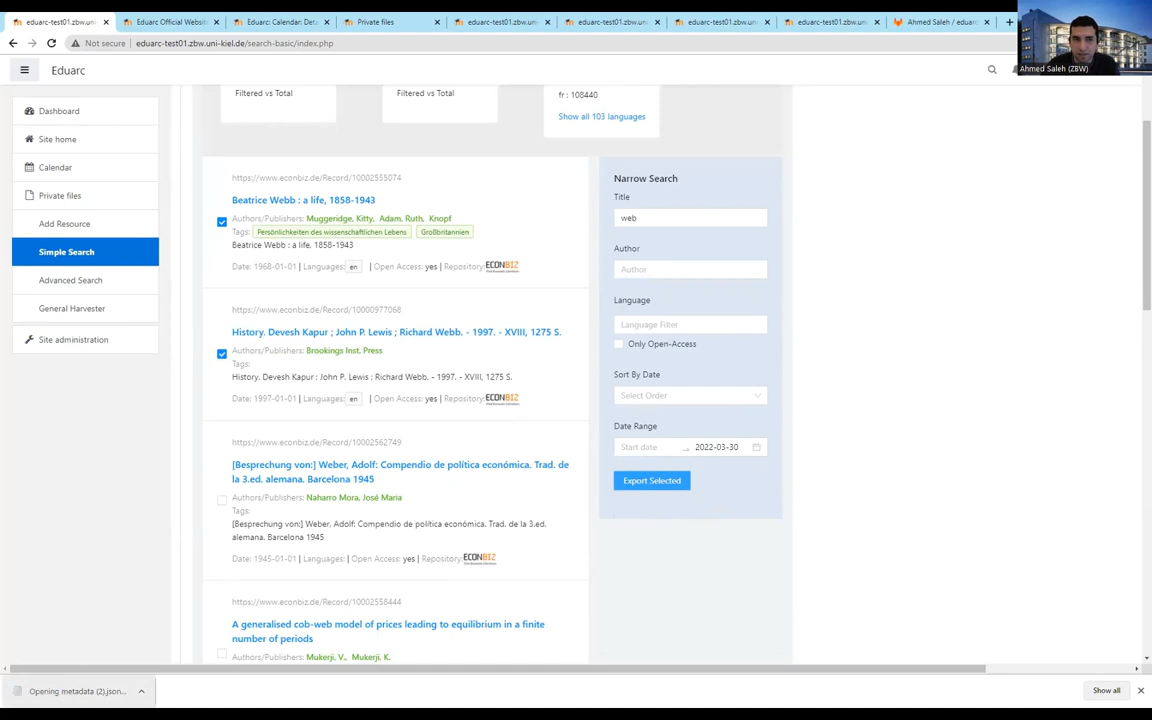 eduarc-test01.zbw.uni-
Eduarc Official Websit
Eduarc: Calendar: Deta
Private files
eduarc-test01.zbw.uni-
eduarc-test01.zbw.uni-
eduarc-test01.zbw.uni-
eduarc-test01.zbw.uni-
Ahmed Saleh / eduarc
Not secure | eduarc-test01.zbw.uni-kiel.de/search-basic/index.php
Ahmed Saleh (ZBW)
Eduarc
Dashboard
Site home
Calendar
Private files
Add Resource
Simple Search
Advanced Search
General Harvester
Site administration
Filtered vs Total
Filtered vs Total
fr : 108440
Show all 103 languages
https://www.econbiz.de/Record/10002555074
Beatrice Webb : a life, 1858-1943
Authors/Publishers: Muggeridge, Kitty, Adam, Ruth, Knopf
Tags: Persönlichkeiten des wissenschaftlichen Lebens Großbritannien
Beatrice Webb : a life, 1858-1943
Date: 1968-01-01 | Languages: en | Open Access: yes | Repository: ECONBIZ
https://www.econbiz.de/Record/10000977068
History. Devesh Kapur ; John P. Lewis ; Richard Webb. - 1997. - XVIII, 1275 S.
Authors/Publishers: Brookings Inst. Press
Tags:
History. Devesh Kapur ; John P. Lewis ; Richard Webb. - 1997. - XVIII, 1275 S.
Date: 1997-01-01 | Languages: en | Open Access: yes | Repository: ECONBIZ
https://www.econbiz.de/Record/10002562749
[Besprechung von:] Weber, Adolf: Compendio de política económica. Trad. de
la 3.ed. alemana. Barcelona 1945
Authors/Publishers: Naharro Mora, José Maria
Tags:
[Besprechung von:] Weber, Adolf: Compendio de política económica. Trad. de la 3.ed.
alemana. Barcelona 1945
Date: 1945-01-01 | Languages: | Open Access: yes | Repository: ECONBIZ
https://www.econbiz.de/Record/10002558444
A generalised cob-web model of prices leading to equilibrium in a finite
number of periods
Authors/Publishers: Mukerji, V., Mukerji, K.
Narrow Search
Title
web
Author
Author
Language
Language Filter
Only Open-Access
Sort By Date
Select Order
Date Range
Start date
2022-03-30
Export Selected
Opening metadata (2).json...
Show all